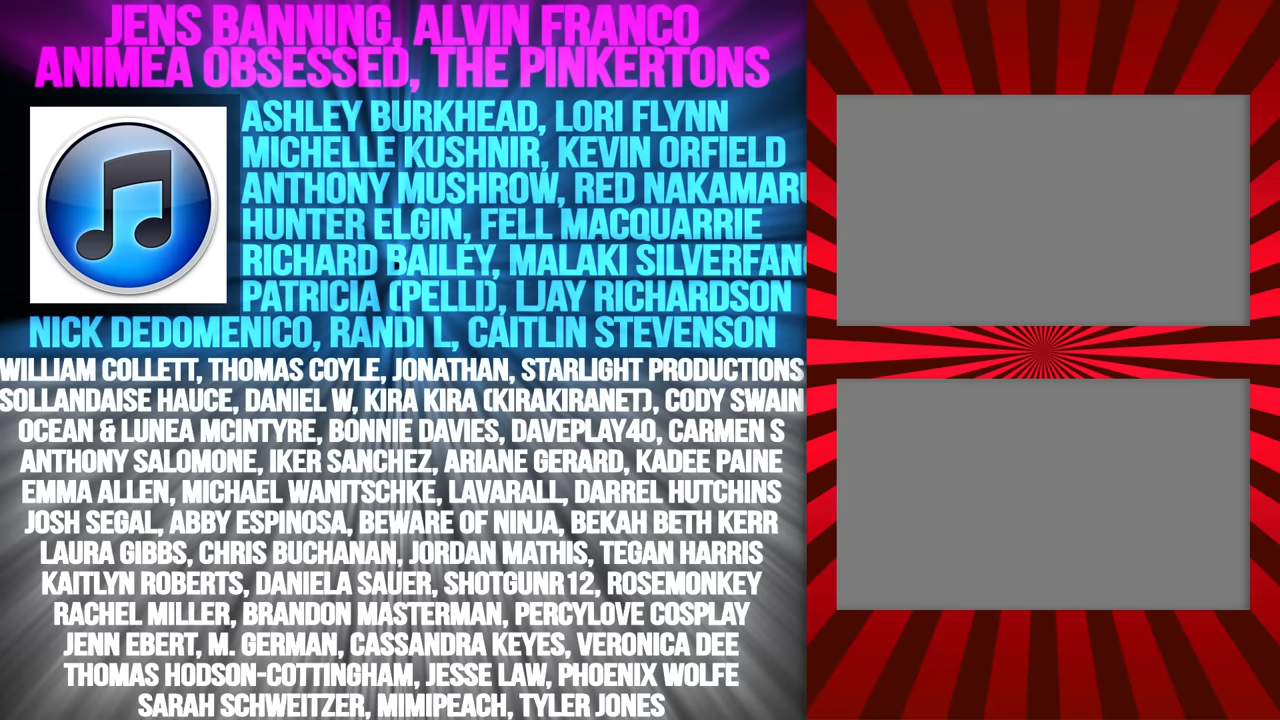 JENS BANNING, ALVIN FRANCO
ANIMEA OBSESSED, THE PINKERTONS
ASHLEY BURKHEAD, LORI FLYNN
MICHELLE KUSHNIR, KEVIN ORFIELD
ANTHONY MUSHROW, RED NAKAMARU
HUNTER ELGIN, FELL MACQUARRIE
RICHARD BAILEY, MALAKI SILVERFANG
PATRICIA (PELLI), LJAY RICHARDSON
NICK DEDOMENICO, RANDI L, CAITLIN STEVENSON
WILLIAM COLLETT, THOMAS COYLE, JONATHAN, STARLIGHT PRODUCTIONS
SOLLANDAISE HAUCE, DANIEL W, KIRA KIRA (KIRAKIRANET), CODY SWAIN
OCEAN & LUNEA MCINTYRE, BONNIE DAVIES, DAVEPLAY40, CARMEN S
ANTHONY SALOMONE, IKER SANCHEZ, ARIANE GERARD, KADEE PAINE
EMMA ALLEN, MICHAEL WANITSCHKE, LAVARALL, DARREL HUTCHINS
JOSH SEGAL, ABBY ESPINOSA, BEWARE OF NINJA, BEKAH BETH KERR
LAURA GIBBS, CHRIS BUCHANAN, JORDAN MATHIS, TEGAN HARRIS
KAITLYN ROBERTS, DANIELA SAUER, SHOTGUNR12, ROSEMONKEY
RACHEL MILLER, BRANDON MASTERMAN, PERCYLOVE COSPLAY
JENN EBERT, M. GERMAN, CASSANDRA KEYES, VERONICA DEE
THOMAS HODSON-COTTINGHAM, JESSE LAW, PHOENIX WOLFE
SARAH SCHWEITZER, MIMIPEACH, TYLER JONES